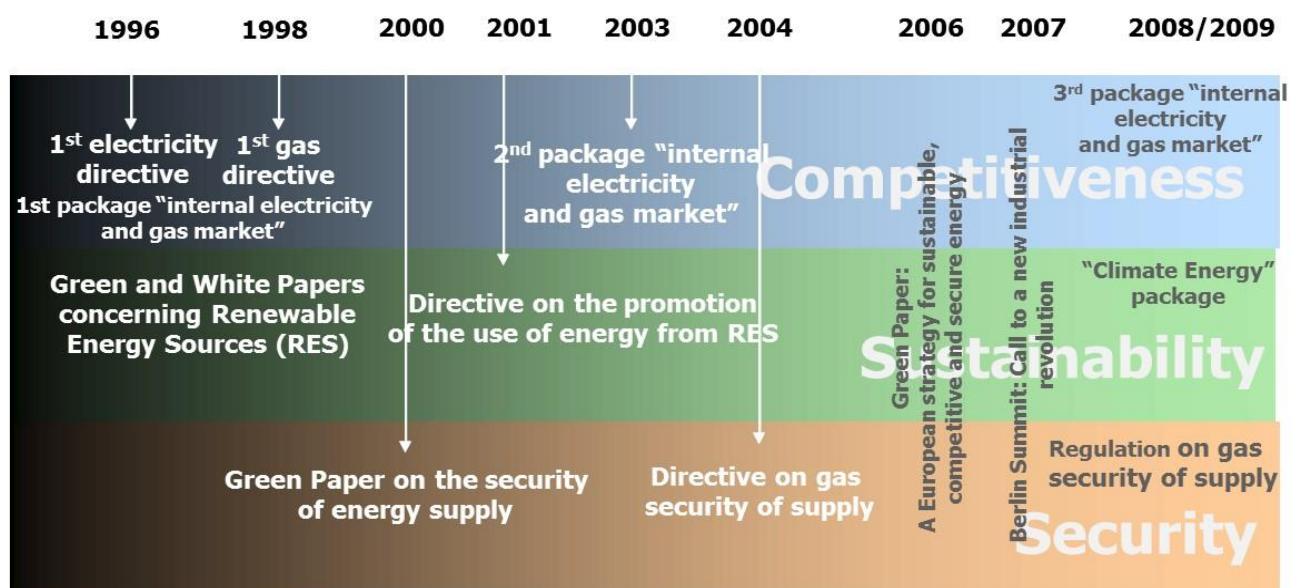 1996 1998 2000 2001 2003 2004 2006 2007 2008/2009
1st electricity
directive
1st gas
directive
1st package “internal electricity
and gas market”
2nd package “internal
electricity
and gas market”
3rd package “internal
electricity
and gas market”
Competitiveness
Green and White Papers
concerning Renewable
Energy Sources (RES)
Directive on the promotion
of the use of energy from RES
“Climate Energy”
package
Sustainability
Green Paper on the security
of energy supply
Directive on gas
security of supply
Regulation on gas
security of supply
Security
Green Paper:
A European strategy for sustainable,
competitive and secure energy
Berlin Summit: Call to a new industrial
revolution